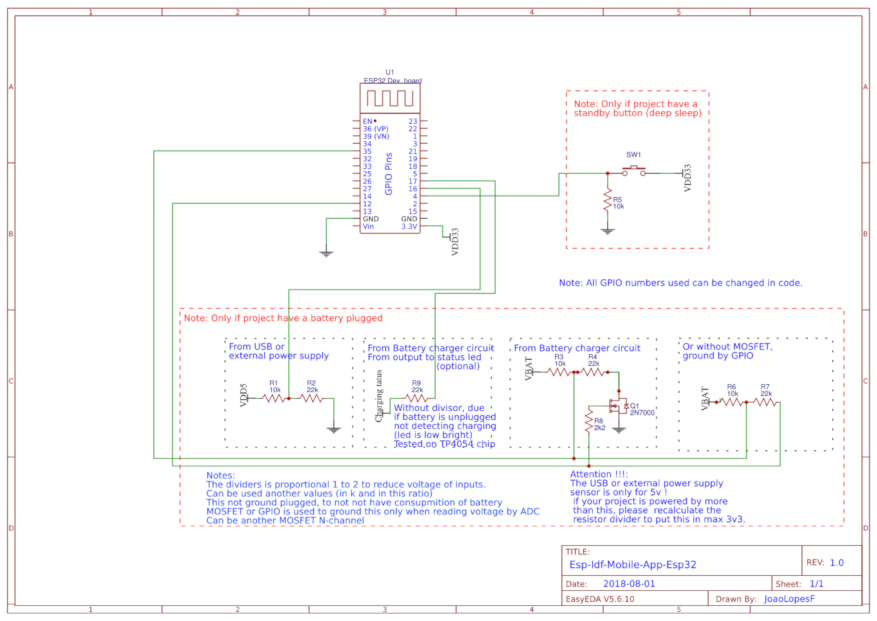 1 2 3 4 5
A
B
C
D
A
B
C
D
U1
ESP32 Dev. board
EN
36 (VP)
39 (VN)
34
35
32
33
25
26
27
14
12
13
GND
Vin
GPIO Pins
23
22
1
3
21
19
18
5
17
16
4
2
15
GND
3.3V
VDD33
Note: Only if project have a
standby button (deep sleep)
SW1
VDD33
R5
10k
Note: All GPIO numbers used can be changed in code.
Note: Only if project have a battery plugged
From USB or
external power supply
VDD5
R1
10k
R2
22k
From Battery charger circuit
From output to status led
(optional)
Charging tatus
R9
22k
Without divisor, due
if battery is unplugged
not detecting charging
(led is low bright)
Tested on TP4054 chip
From Battery charger circuit
VBAT
R3
10k
R4
22k
Q1
2N7000
R8
2k2
Or without MOSFET,
ground by GPIO
VBAT
R6
10k
R7
22k
Notes:
The dividers is proportional 1 to 2 to reduce voltage of inputs.
Can be used another values (in k and in this ratio)
This not ground plugged, to not not have consupmition of battery
MOSFET or GPIO is used to ground this only when reading voltage by ADC
Can be another MOSFET N-channel
Attention !!!:
The USB or external power supply
sensor is only for 5v !
if your project is powered by more
than this, please recalculate the
resistor divider to put this in max 3v3.
TITLE:
Esp-Idf-Mobile-App-Esp32
REV: 1.0
Date: 2018-08-01
Sheet: 1/1
EasyEDA V5.6.10
Drawn By: JoaoLopesF
1 2 3 4 5